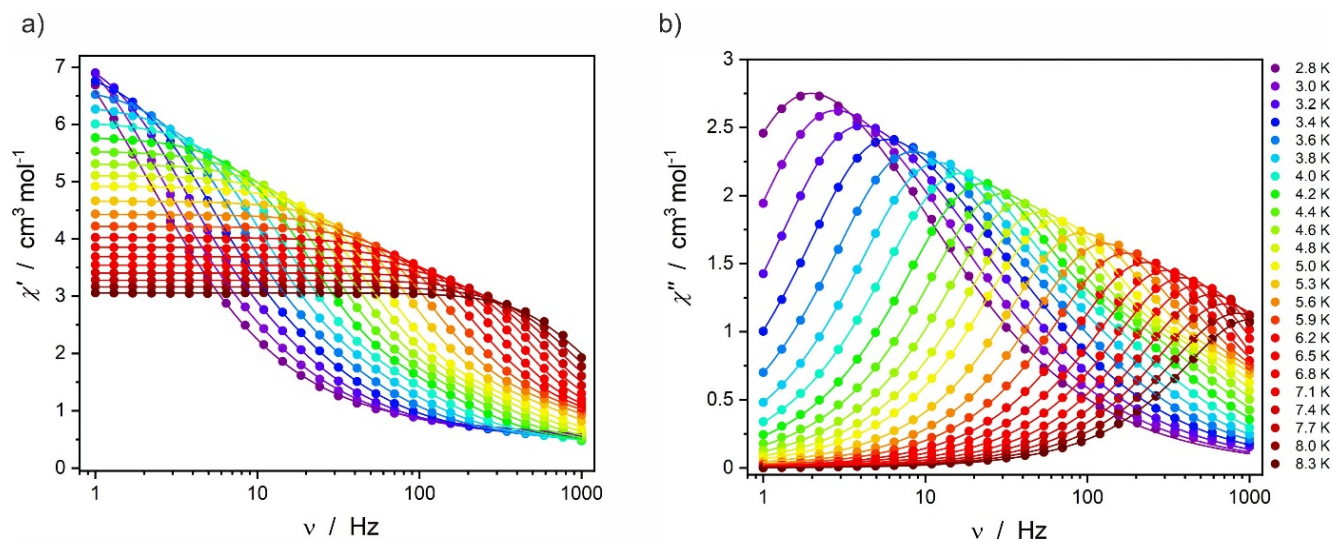 a)
7
6
5
4
3
2
1
0
χ′ / cm³ mol⁻¹
1
10
100
1000
ν / Hz
b)
3
2.5
2
1.5
1
0.5
0
χ″ / cm³ mol⁻¹
1
10
100
1000
ν / Hz
2.8 K
3.0 K
3.2 K
3.4 K
3.6 K
3.8 K
4.0 K
4.2 K
4.4 K
4.6 K
4.8 K
5.0 K
5.3 K
5.6 K
5.9 K
6.2 K
6.5 K
6.8 K
7.1 K
7.4 K
7.7 K
8.0 K
8.3 K